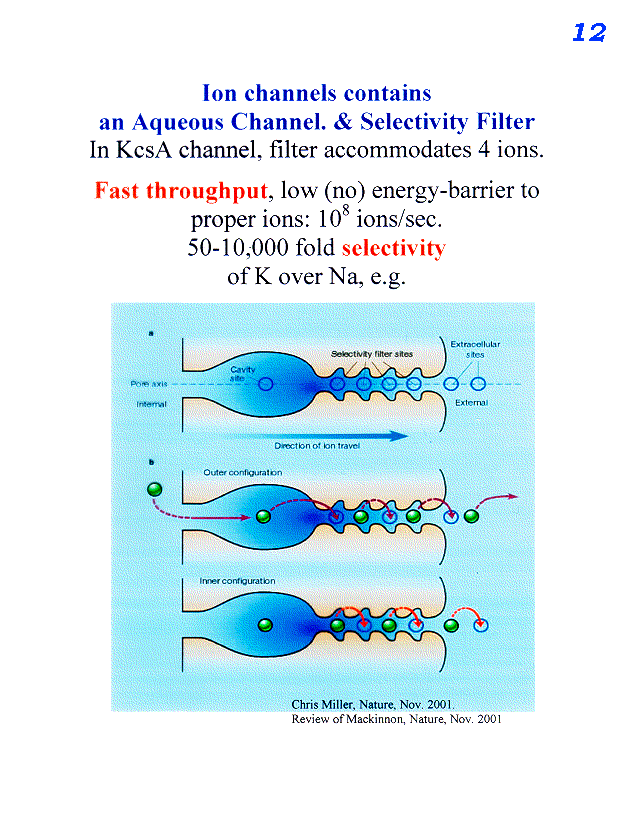 12
Ion channels contains
an Aqueous Channel. & Selectivity Filter
In KcsA channel, filter accommodates 4 ions.
Fast throughput, low (no) energy-barrier to
proper ions: 10⁸ ions/sec.
50-10,000 fold selectivity
of K over Na, e.g.
a
Extracellular
sites
Selectivity filter sites
Cavity
site
Pore axis
Internal
External
Direction of ion travel
b
Outer configuration
Inner configuration
Chris Miller, Nature, Nov. 2001.
Review of Mackinnon, Nature, Nov. 2001